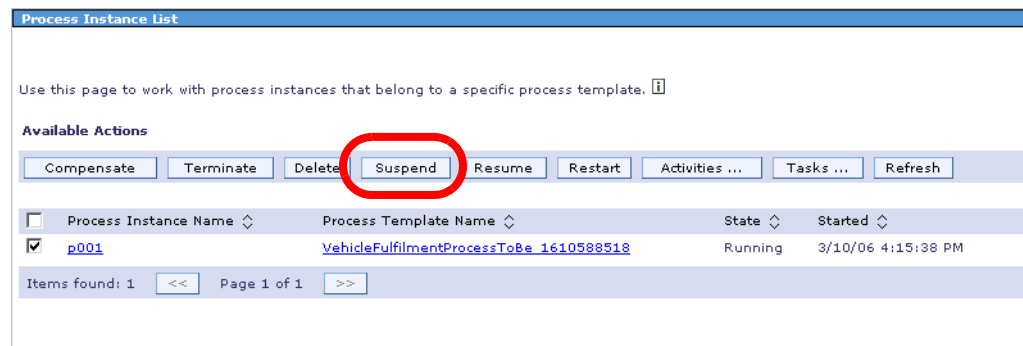 Process Instance List
Use this page to work with process instances that belong to a specific process template. i
Available Actions
Compensate Terminate Delete Suspend Resume Restart Activities ... Tasks ... Refresh
Process Instance Name Process Template Name State Started
p001 VehicleFulfilmentProcessToBe_1610588518 Running 3/10/06 4:15:38 PM
Items found: 1 << Page 1 of 1 >>